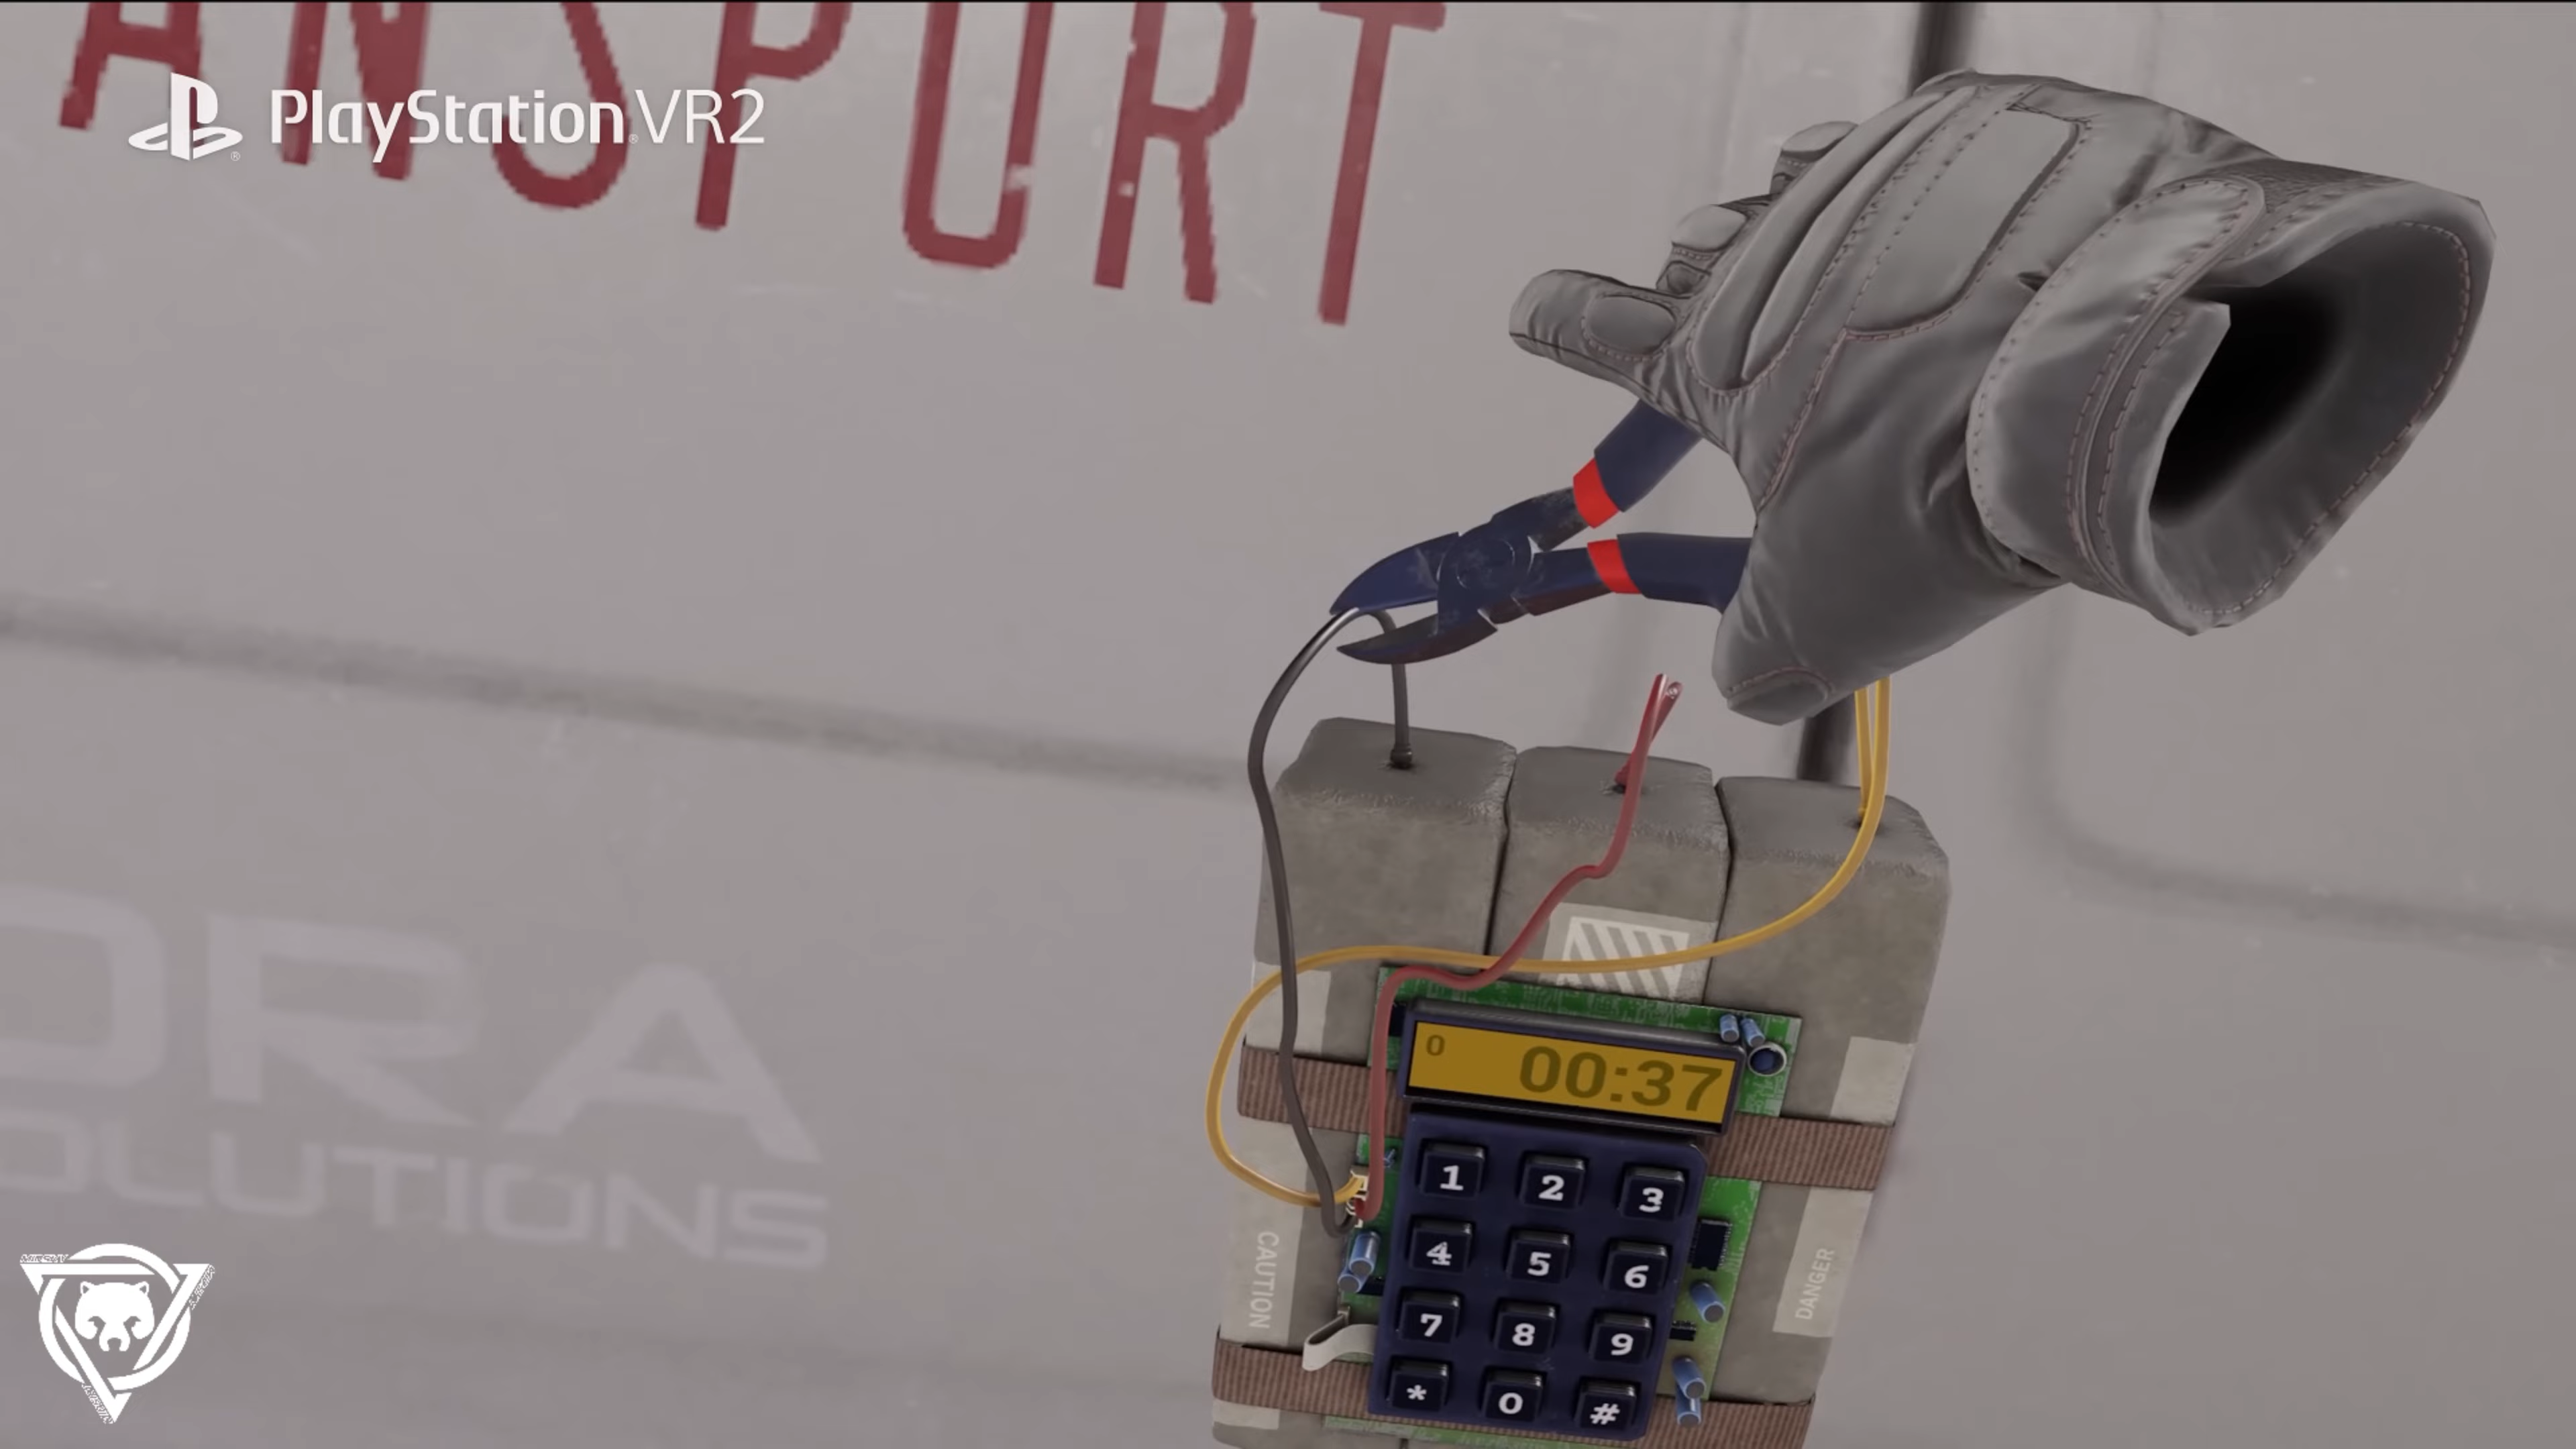 ANSPORT
PlayStation®VR2
ORA
OLUTIONS
0 00:37
1 2 3
4 5 6
7 8 9
* 0 #
CAUTION
DANGER